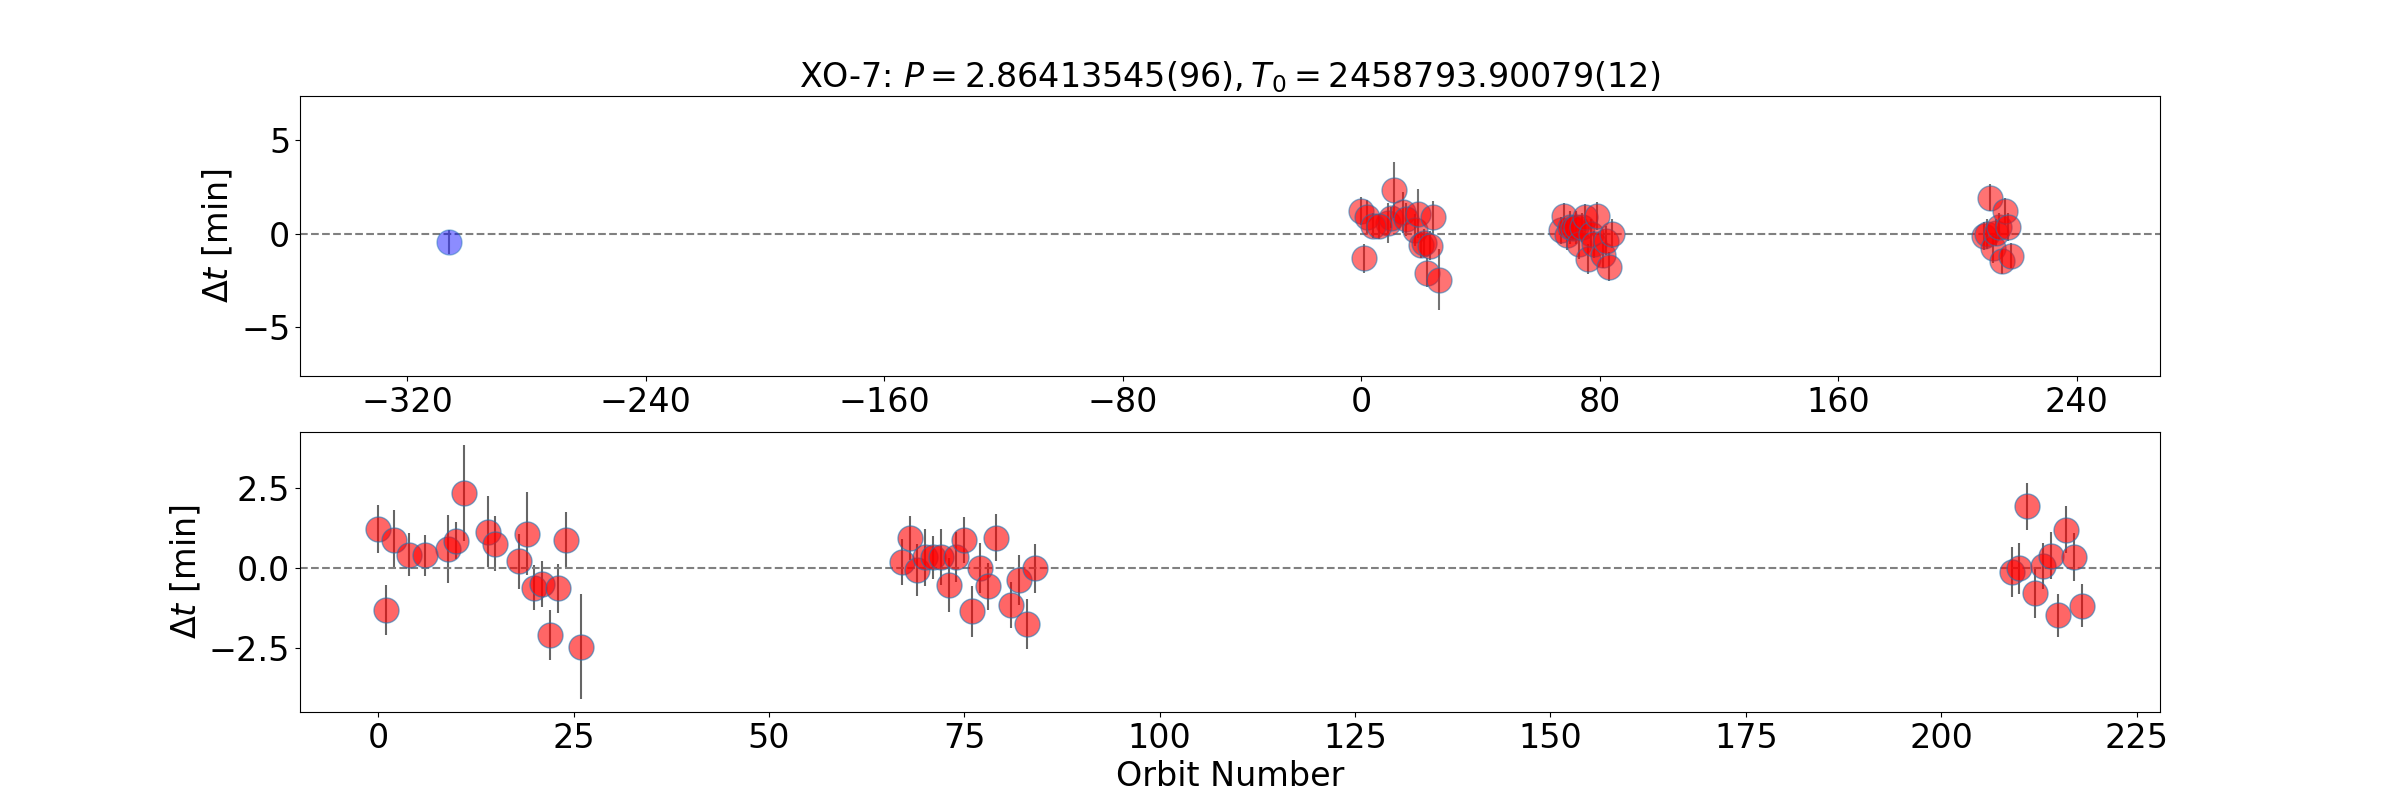 XO-7: P = 2.86413545(96), T₀ = 2458793.90079(12)
5
0
−5
Δt [min]
−320 −240 −160 −80 0 80 160 240
2.5
0.0
−2.5
Δt [min]
0 25 50 75 100 125 150 175 200 225
Orbit Number